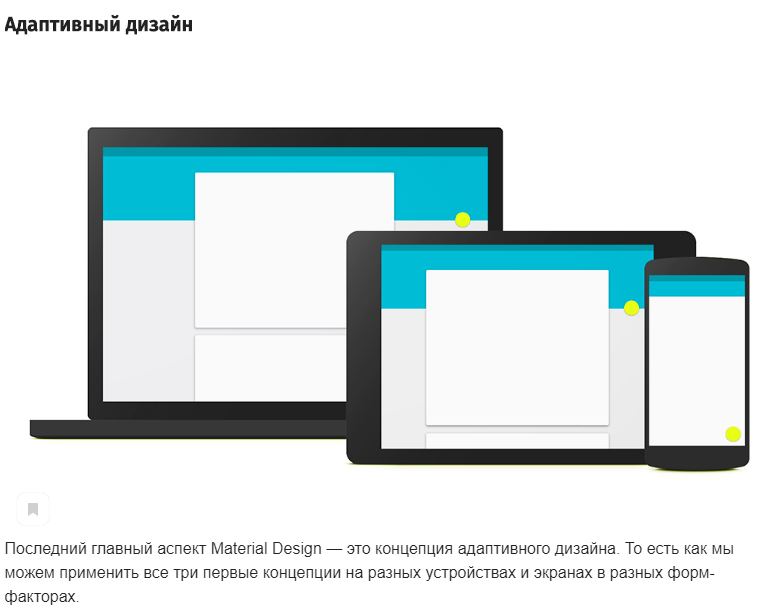 Адаптивный дизайн
Последний главный аспект Material Design — это концепция адаптивного дизайна. То есть как мы
можем применить все три первые концепции на разных устройствах и экранах в разных форм-
факторах.